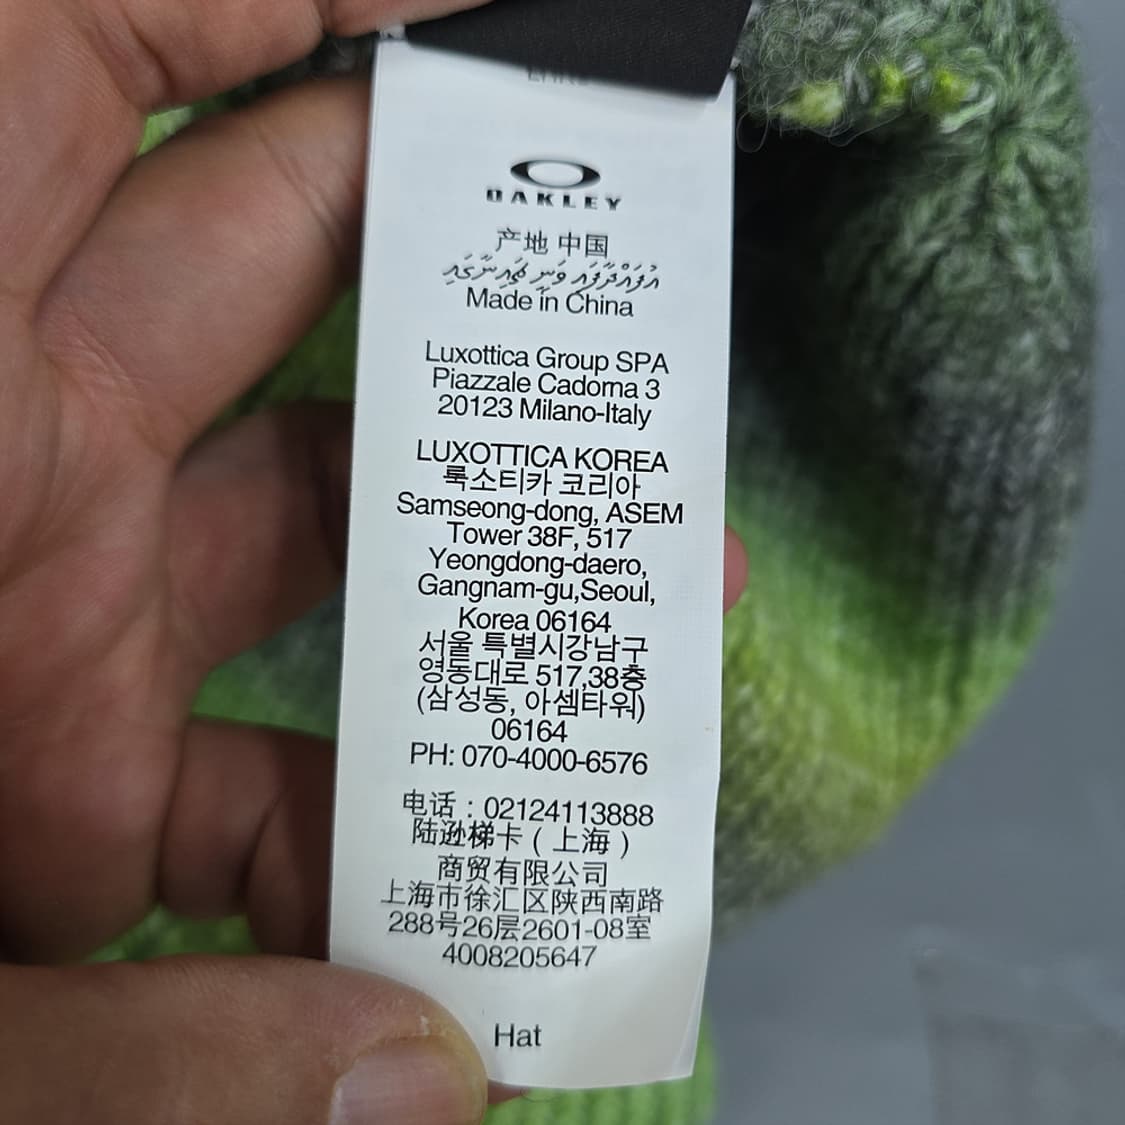 OAKLEY
产地 中国
އުފެއްދާފައި ވަނީ ޗައިނާގައި
Made in China
Luxottica Group SPA
Piazzale Cadorna 3
20123 Milano-Italy
LUXOTTICA KOREA
룩소티카 코리아
Samseong-dong, ASEM
Tower 38F, 517
Yeongdong-daero,
Gangnam-gu,Seoul,
Korea 06164
서울 특별시강남구
영동대로 517,38층
(삼성동, 아셈타워)
06164
PH: 070-4000-6576
电话：02124113888
陆逊梯卡（上海）
商贸有限公司
上海市徐汇区陕西南路
288号26层2601-08室
4008205647
Hat